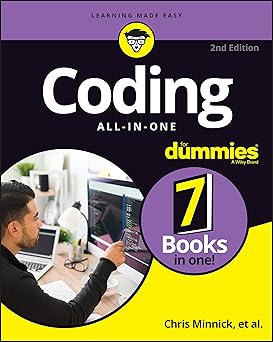 LEARNING MADE EASY
2nd Edition
Coding
ALL-IN-ONE
for
dummies
A Wiley Brand
7
Books
in one!
Chris Minnick, et al.